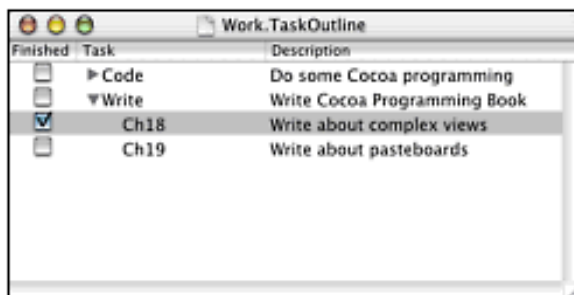 Work.TaskOutline
Finished Task Description
Code Do some Cocoa programming
Write Write Cocoa Programming Book
Ch18 Write about complex views
Ch19 Write about pasteboards